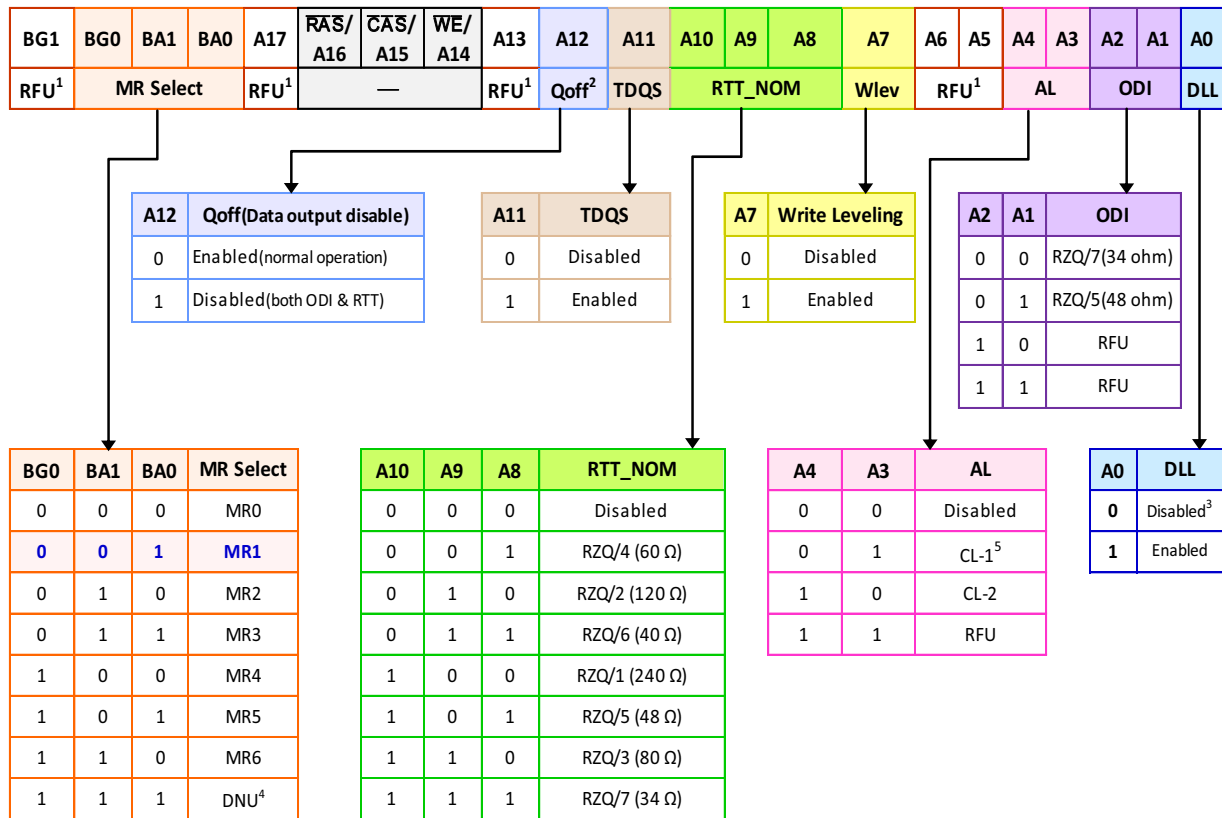 BG1 BG0 BA1 BA0 A17 RAS/ A16 CAS/ A15 WE/ A14 A13 A12 A11 A10 A9 A8 A7 A6 A5 A4 A3 A2 A1 A0
RFU1 MR Select RFU1 — RFU1 Qoff2 TDQS RTT_NOM Wlev RFU1 AL ODI DLL
A12 Qoff(Data output disable)
0 Enabled(normal operation)
1 Disabled(both ODI & RTT)
A11 TDQS
0 Disabled
1 Enabled
A7 Write Leveling
0 Disabled
1 Enabled
A2 A1 ODI
0 0 RZQ/7(34 ohm)
0 1 RZQ/5(48 ohm)
1 0 RFU
1 1 RFU
BG0 BA1 BA0 MR Select
0 0 0 MR0
0 0 1 MR1
0 1 0 MR2
0 1 1 MR3
1 0 0 MR4
1 0 1 MR5
1 1 0 MR6
1 1 1 DNU4
A10 A9 A8 RTT_NOM
0 0 0 Disabled
0 0 1 RZQ/4 (60 Ω)
0 1 0 RZQ/2 (120 Ω)
0 1 1 RZQ/6 (40 Ω)
1 0 0 RZQ/1 (240 Ω)
1 0 1 RZQ/5 (48 Ω)
1 1 0 RZQ/3 (80 Ω)
1 1 1 RZQ/7 (34 Ω)
A4 A3 AL
0 0 Disabled
0 1 CL-15
1 0 CL-2
1 1 RFU
A0 DLL
0 Disabled3
1 Enabled